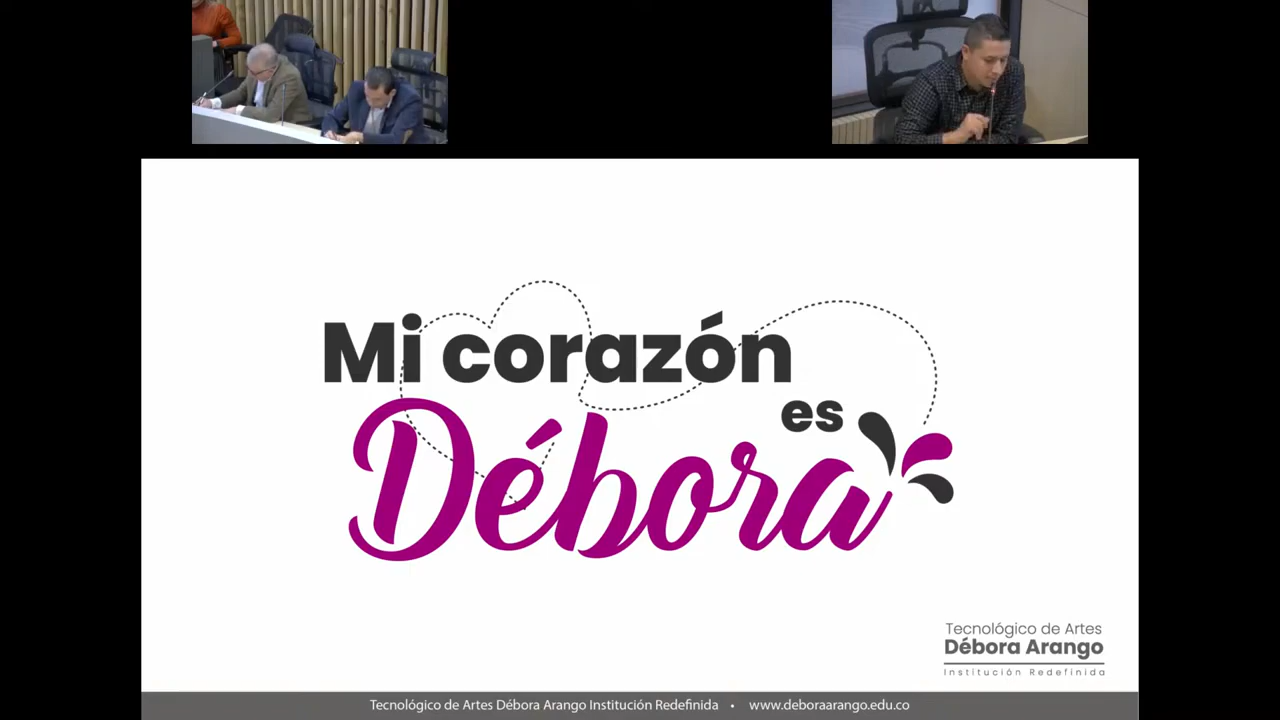 Mi corazón
es
Débora
Tecnológico de Artes
Débora Arango
Institución Redefinida
Tecnológico de Artes Débora Arango Institución Redefinida • www.deboraarango.edu.co